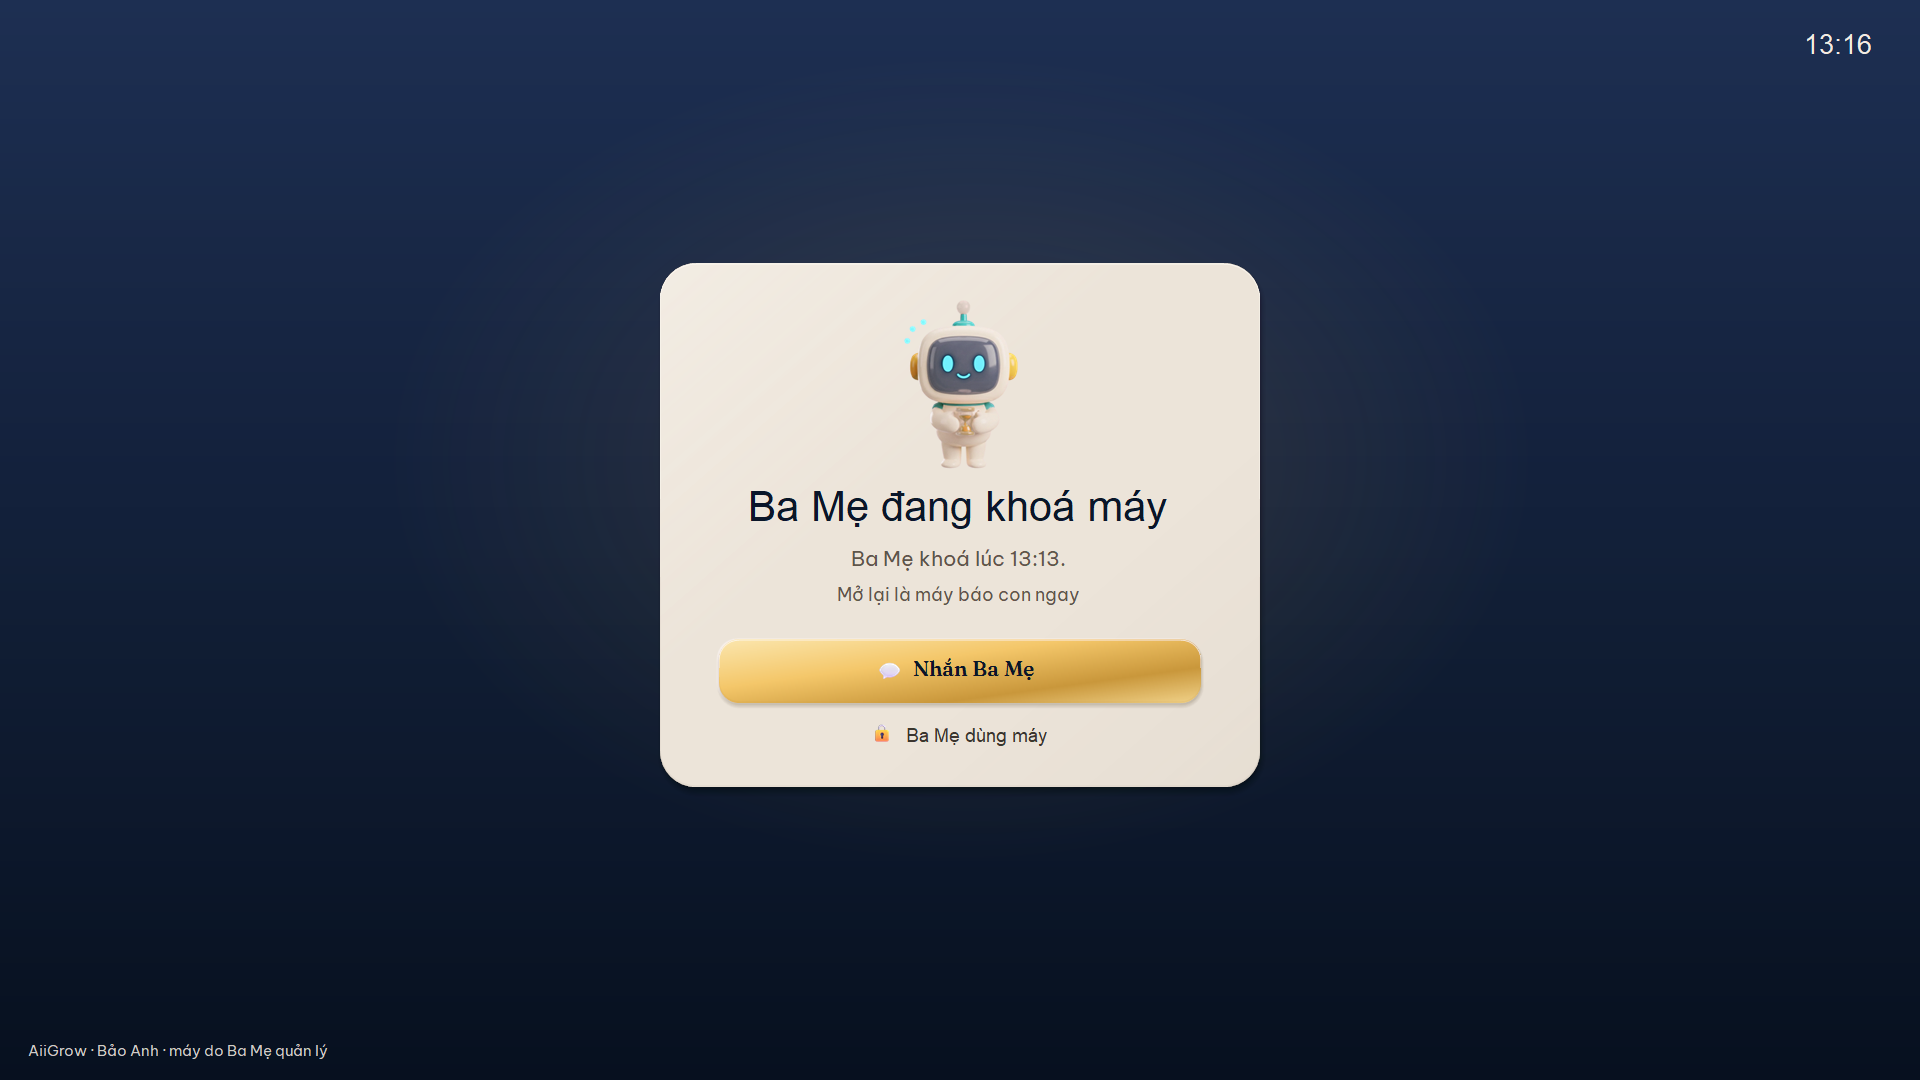 13:16
Ba Mẹ đang khoá máy
Ba Mẹ khoá lúc 13:13.
Mở lại là máy báo con ngay
Nhắn Ba Mẹ
Ba Mẹ dùng máy
AiiGrow · Bảo Anh · máy do Ba Mẹ quản lý